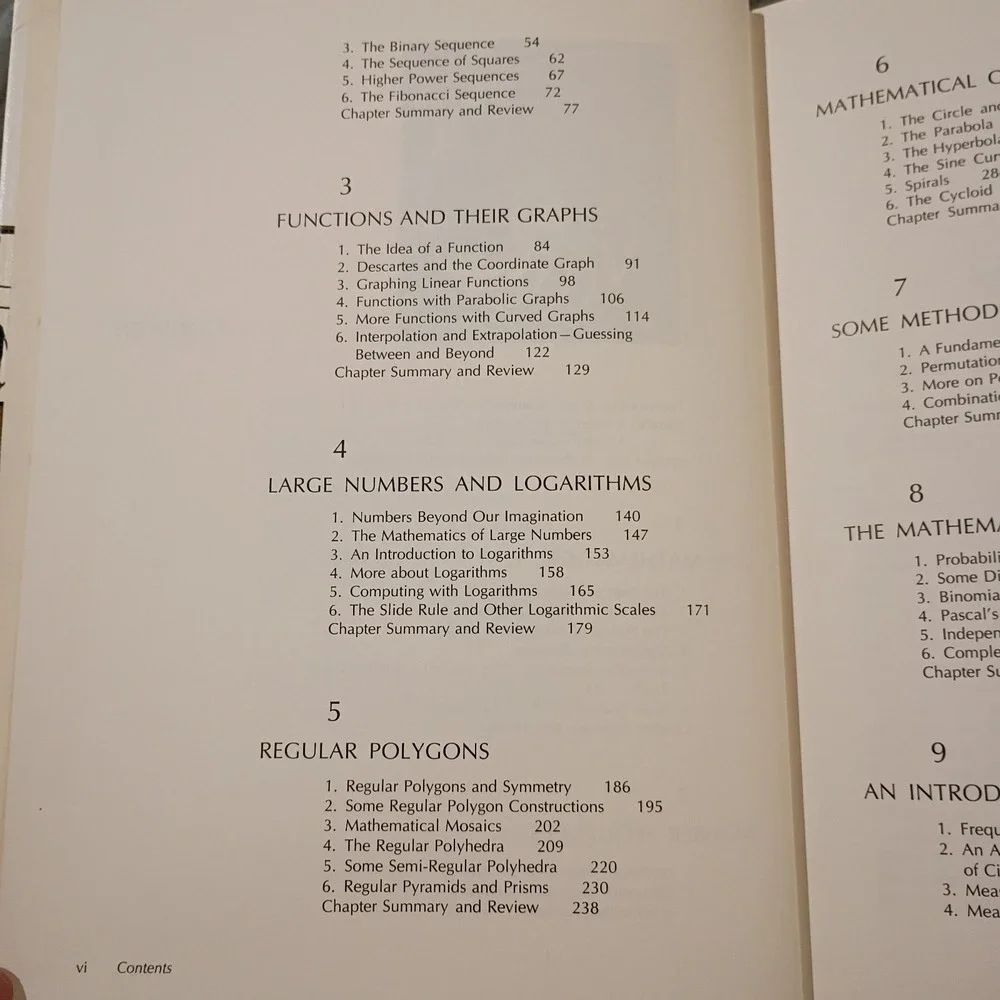 3. The Binary Sequence 54
4. The Sequence of Squares 62
5. Higher Power Sequences 67
6. The Fibonacci Sequence 72
Chapter Summary and Review 77
3
FUNCTIONS AND THEIR GRAPHS
1. The Idea of a Function 84
2. Descartes and the Coordinate Graph 91
3. Graphing Linear Functions 98
4. Functions with Parabolic Graphs 106
5. More Functions with Curved Graphs 114
6. Interpolation and Extrapolation—Guessing
Between and Beyond 122
Chapter Summary and Review 129
4
LARGE NUMBERS AND LOGARITHMS
1. Numbers Beyond Our Imagination 140
2. The Mathematics of Large Numbers 147
3. An Introduction to Logarithms 153
4. More about Logarithms 158
5. Computing with Logarithms 165
6. The Slide Rule and Other Logarithmic Scales 171
Chapter Summary and Review 179
5
REGULAR POLYGONS
1. Regular Polygons and Symmetry 186
2. Some Regular Polygon Constructions 195
3. Mathematical Mosaics 202
4. The Regular Polyhedra 209
5. Some Semi-Regular Polyhedra 220
6. Regular Pyramids and Prisms 230
Chapter Summary and Review 238
vi Contents
6
MATHEMATICAL
1. The Circle and
2. The Parabola
3. The
4. The Sine
5. Spirals
6. The Cycloid
Chapter
7
SOME
1. A
2.
3. More on
4.
Chapter
8
THE
1.
2. Some
3.
4. Pascal's
5.
6.
Chapter
9
AN
1.
2. An
of
3.
4.